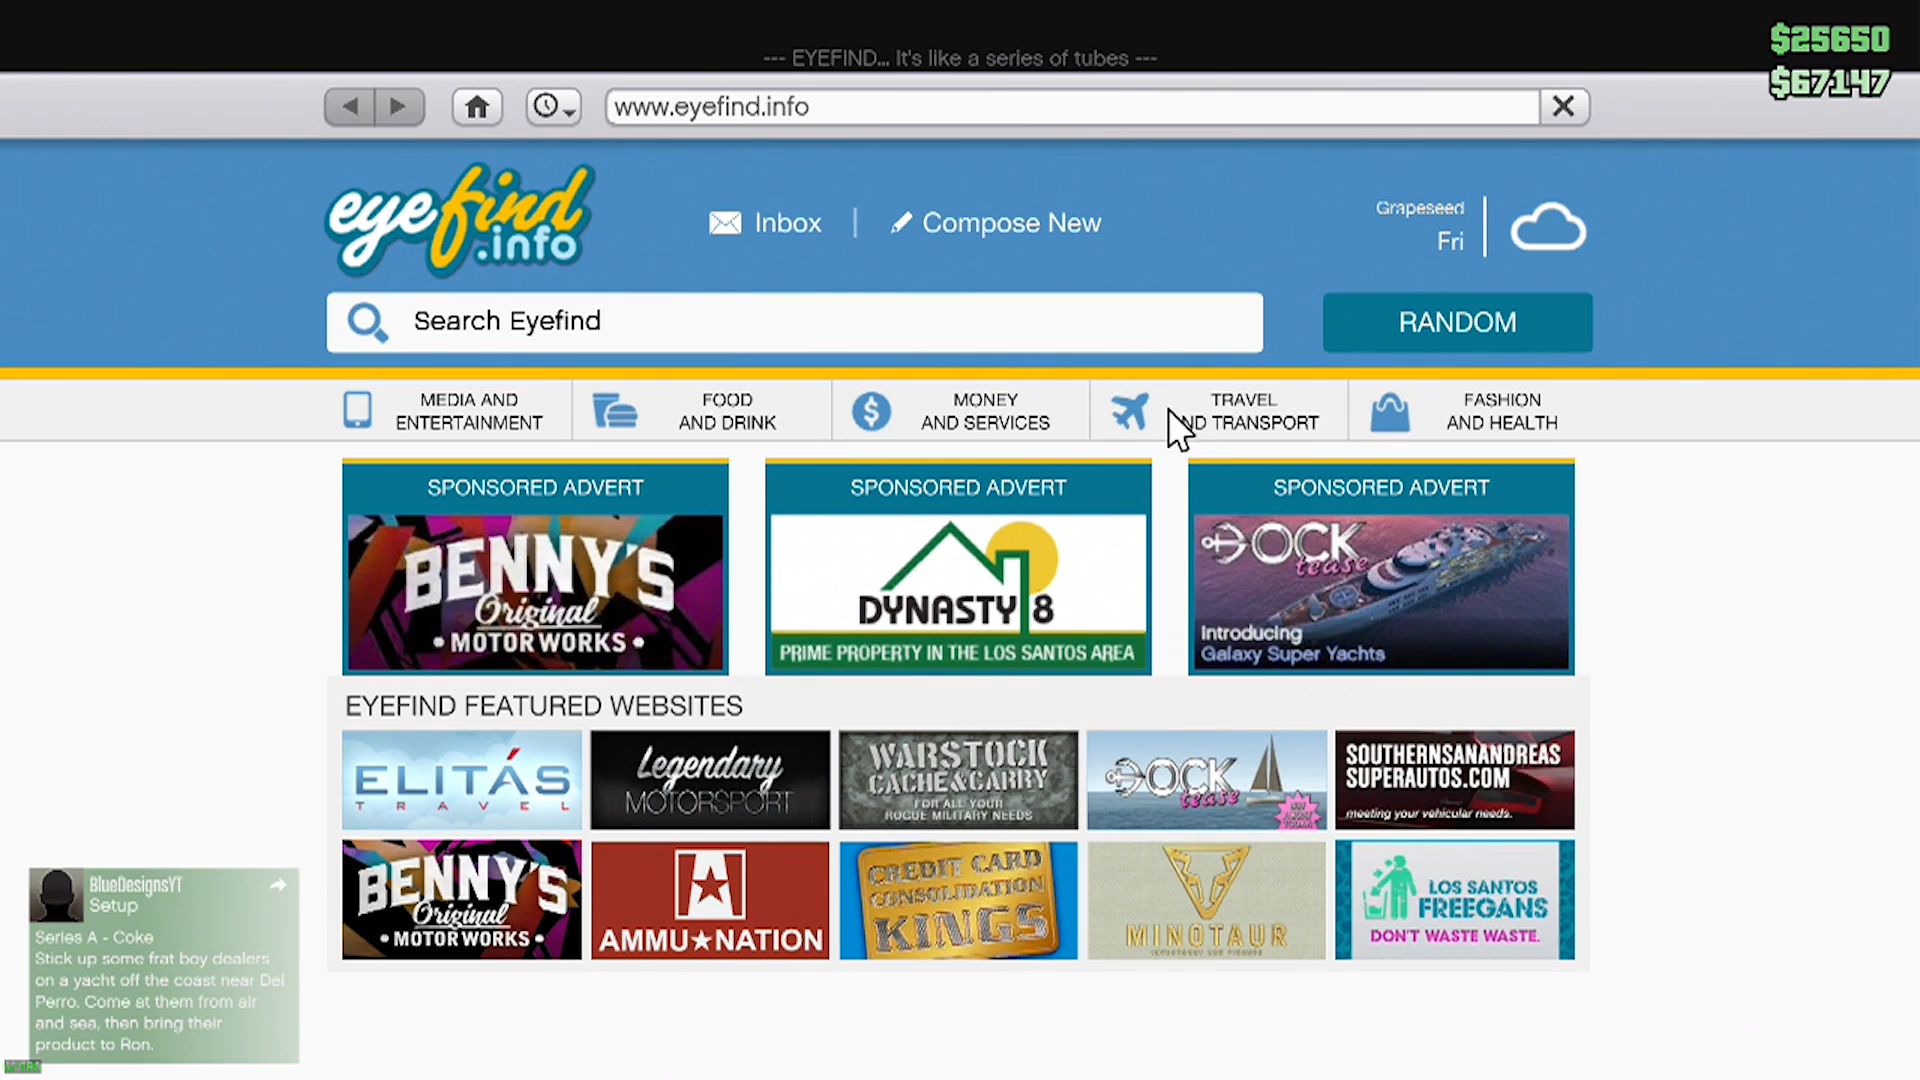 --- EYEFIND... It's like a series of tubes ---
$25650
$67147
www.eyefind.info
eyefind
.info
Inbox
Compose New
Grapeseed
Fri
Search Eyefind
RANDOM
MEDIA AND
ENTERTAINMENT
FOOD
AND DRINK
MONEY
AND SERVICES
TRAVEL
ND TRANSPORT
FASHION
AND HEALTH
SPONSORED ADVERT
BENNY'S
Original
• MOTOR WORKS •
SPONSORED ADVERT
DYNASTY 8
PRIME PROPERTY IN THE LOS SANTOS AREA
SPONSORED ADVERT
DOCK
tease
Introducing
Galaxy Super Yachts
EYEFIND FEATURED WEBSITES
ELITÁS
TRAVEL
Legendary
MOTORSPORT
WARSTOCK
CACHE & CARRY
FOR ALL YOUR
ROGUE MILITARY NEEDS
DOCK
tease
SOUTHERNSANANDREAS
SUPERAUTOS.COM
meeting your vehicular needs.
BENNY'S
Original
• MOTOR WORKS •
AMMU★NATION
CREDIT CARD
CONSOLIDATION
KINGS
MINOTAUR
LOS SANTOS
FREEGANS
DON'T WASTE WASTE.
BlueDesignsYT
Setup
Series A - Coke
Stick up some frat boy dealers
on a yacht off the coast near Del
Perro. Come at them from air
and sea, then bring their
product to Ron.